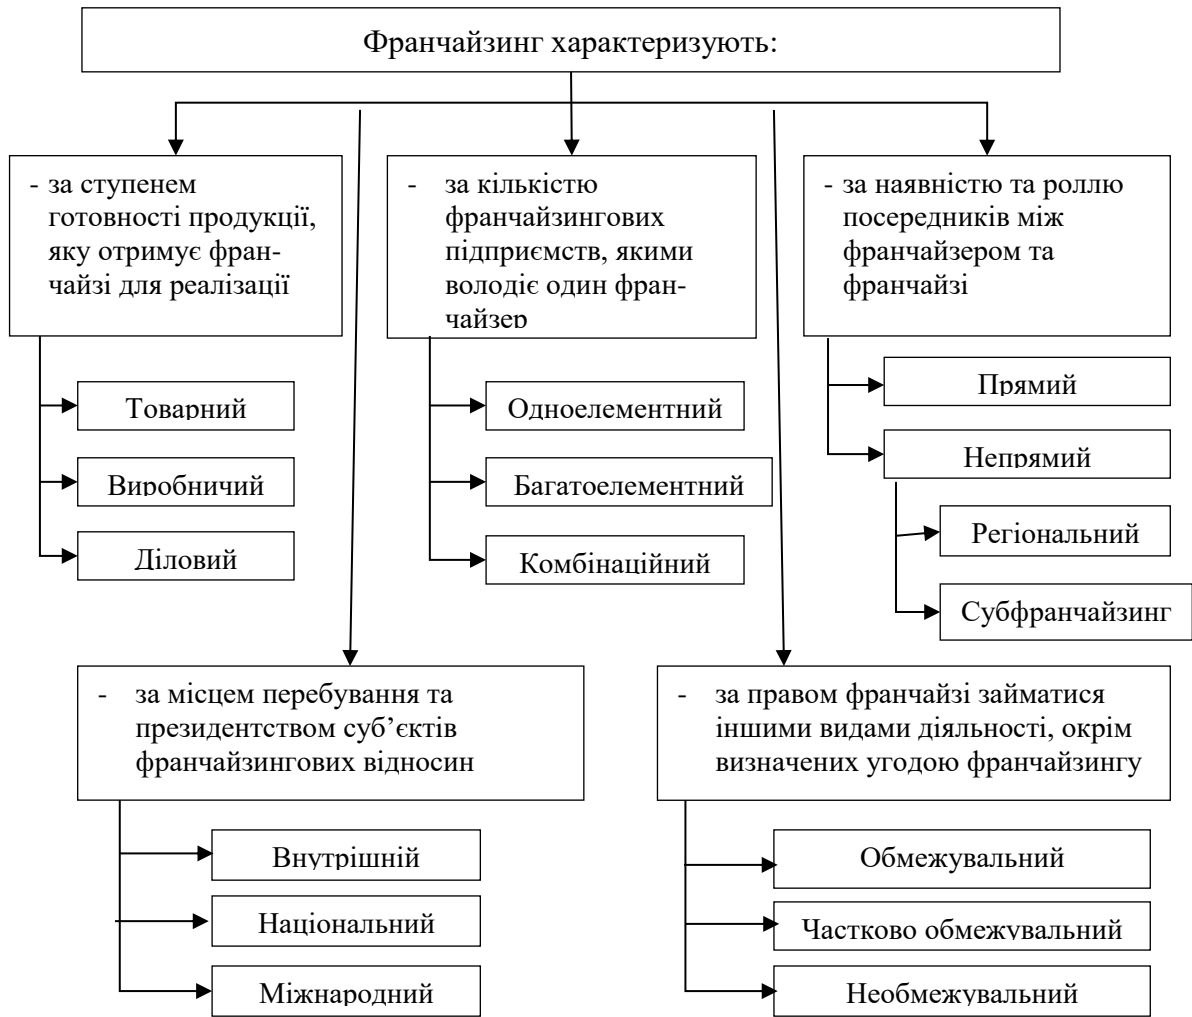 Франчайзинг характеризують:
- за ступенем
готовності продукції,
яку отримує фран-
чайзі для реалізації
Товарний
Виробничий
Діловий
- за кількістю
франчайзингових
підприємств, якими
володіє один фран-
чайзер
Одноелементний
Багатоелементний
Комбінаційний
- за наявністю та роллю
посередників між
франчайзером та
франчайзі
Прямий
Непрямий
Регіональний
Субфранчайзинг
- за місцем перебування та
президентством суб’єктів
франчайзингових відносин
Внутрішній
Національний
Міжнародний
- за правом франчайзі займатися
іншими видами діяльності, окрім
визначених угодою франчайзингу
Обмежувальний
Частково обмежувальний
Необмежувальний